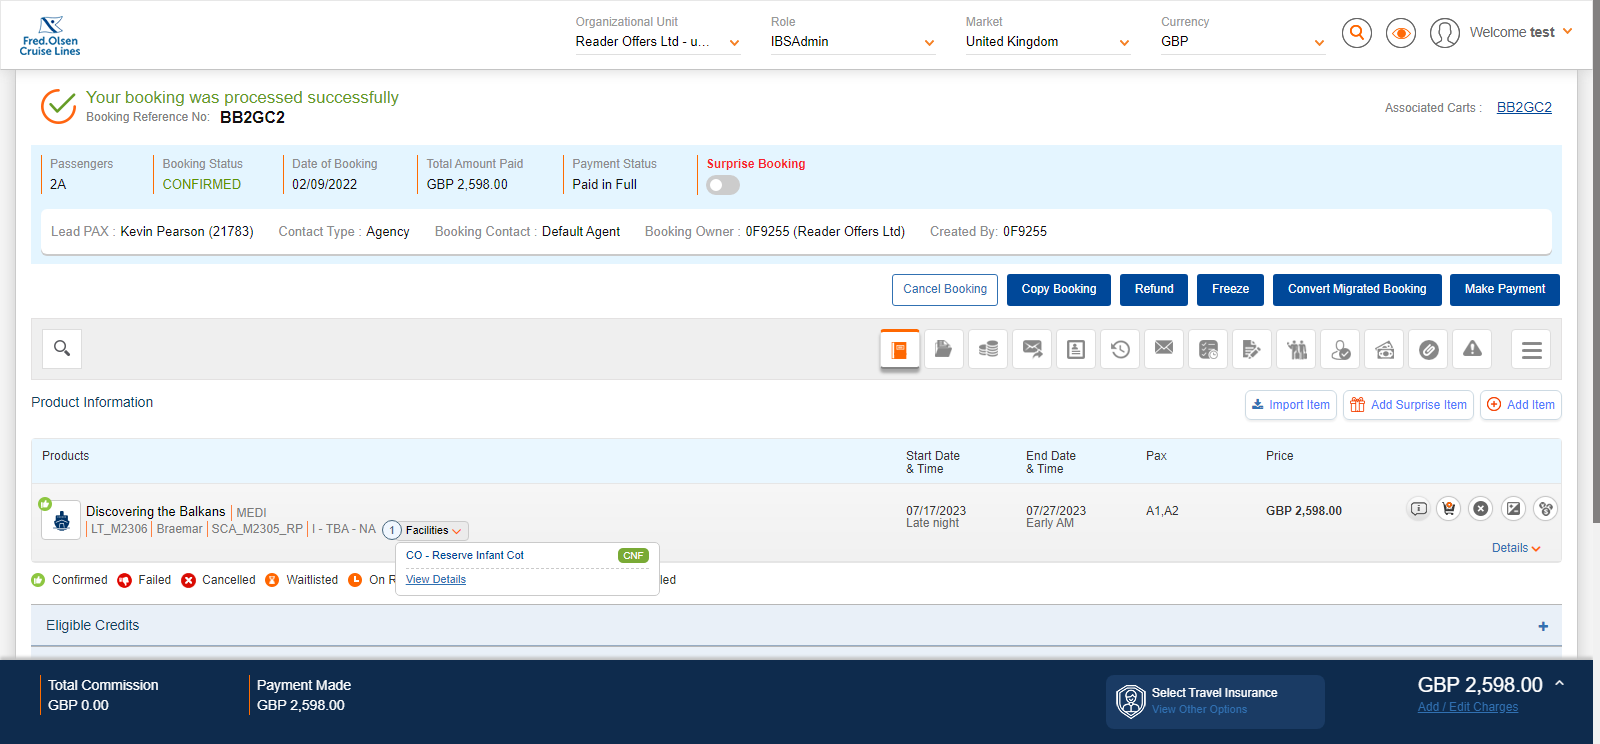 Fred.Olsen
Cruise Lines
Organizational Unit
Reader Offers Ltd - u...
Role
IBSAdmin
Market
United Kingdom
Currency
GBP
Welcome test
Your booking was processed successfully
Booking Reference No: BB2GC2
Associated Carts : BB2GC2
Passengers
2A
Booking Status
CONFIRMED
Date of Booking
02/09/2022
Total Amount Paid
GBP 2,598.00
Payment Status
Paid in Full
Surprise Booking
Lead PAX : Kevin Pearson (21783) Contact Type : Agency Booking Contact : Default Agent Booking Owner : 0F9255 (Reader Offers Ltd) Created By: 0F9255
Cancel Booking Copy Booking Refund Freeze Convert Migrated Booking Make Payment
Product Information
Import Item Add Surprise Item Add Item
Products
Start Date
& Time
End Date
& Time
Pax
Price
Discovering the Balkans MEDI
LT_M2306 Braemar SCA_M2305_RP I - TBA - NA 1 Facilities
07/17/2023
Late night
07/27/2023
Early AM
A1,A2
GBP 2,598.00
Details
CO - Reserve Infant Cot CNF
View Details
Confirmed Failed Cancelled Waitlisted On R led
Eligible Credits +
Total Commission
GBP 0.00
Payment Made
GBP 2,598.00
Select Travel Insurance
View Other Options
GBP 2,598.00
Add / Edit Charges